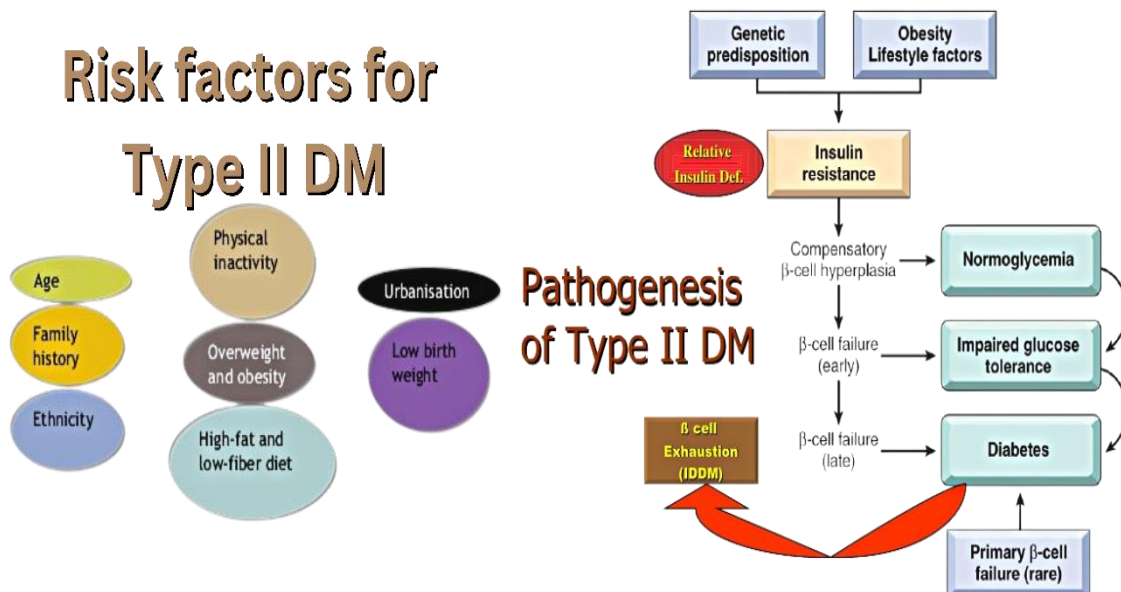 Risk factors for
Type II DM
Age
Family
history
Ethnicity
Physical
inactivity
Overweight
and obesity
High-fat and
low-fiber diet
Urbanisation
Low birth
weight
Pathogenesis
of Type II DM
Genetic
predisposition
Obesity
Lifestyle factors
Relative
Insulin Def.
Insulin
resistance
Compensatory
β-cell hyperplasia
Normoglycemia
β-cell failure
(early)
Impaired glucose
tolerance
β-cell failure
(late)
Diabetes
ß cell
Exhaustion
(IDDM)
Primary β-cell
failure (rare)